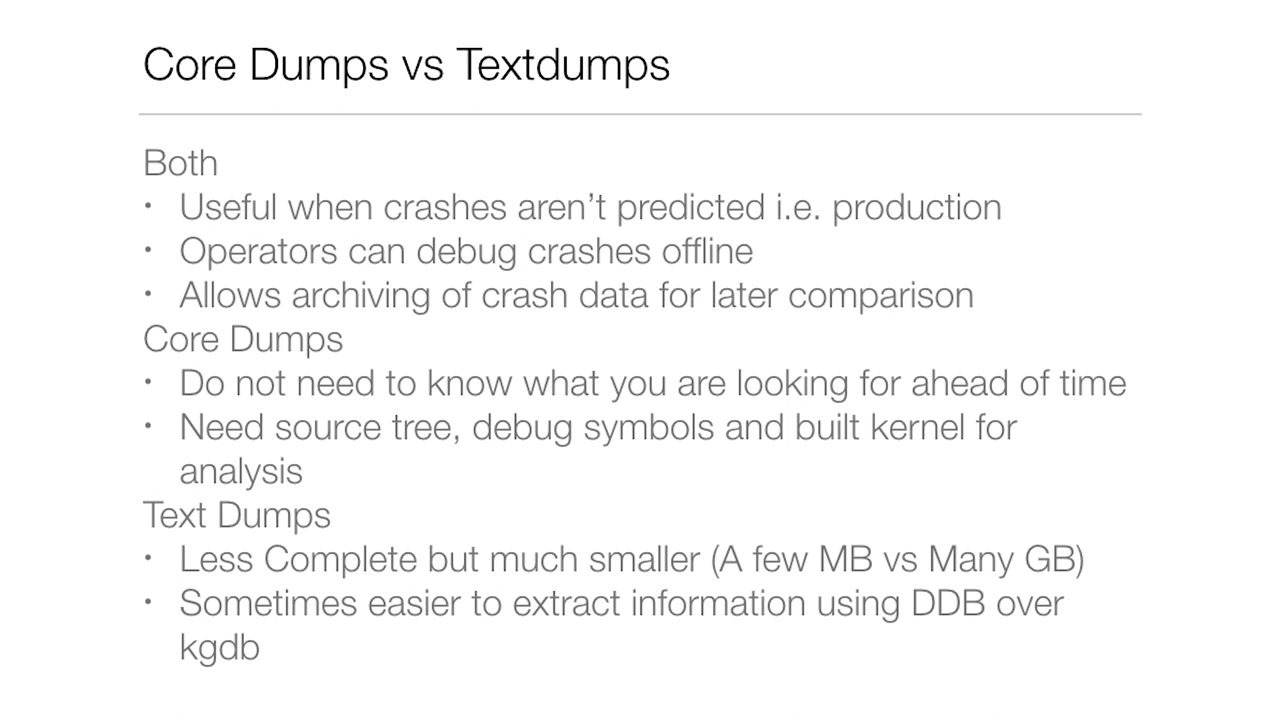 Core Dumps vs Textdumps
Both
• Useful when crashes aren’t predicted i.e. production
• Operators can debug crashes offline
• Allows archiving of crash data for later comparison
Core Dumps
• Do not need to know what you are looking for ahead of time
• Need source tree, debug symbols and built kernel for
analysis
Text Dumps
• Less Complete but much smaller (A few MB vs Many GB)
• Sometimes easier to extract information using DDB over
kgdb